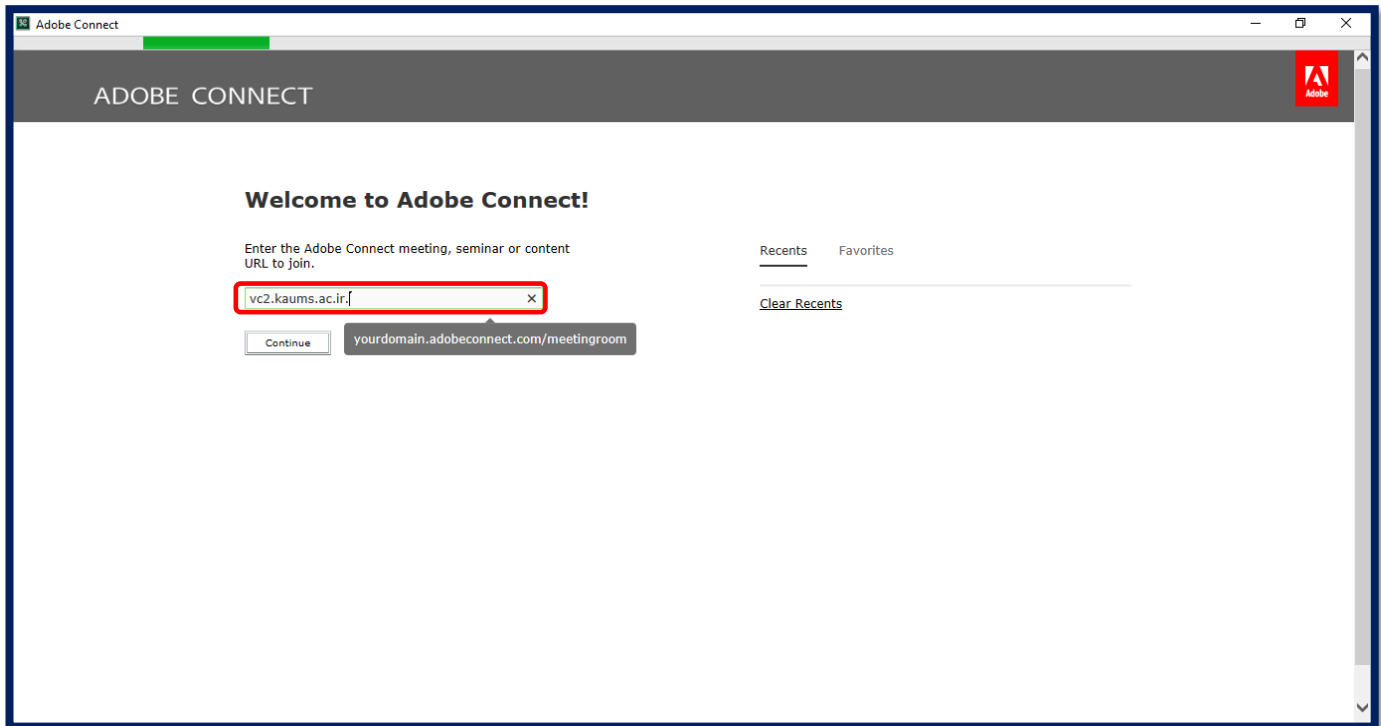 Adobe Connect
ADOBE CONNECT
Adobe
Welcome to Adobe Connect!
Enter the Adobe Connect meeting, seminar or content
URL to join.
vc2.kaums.ac.ir.
Continue
yourdomain.adobeconnect.com/meetingroom
Recents Favorites
Clear Recents